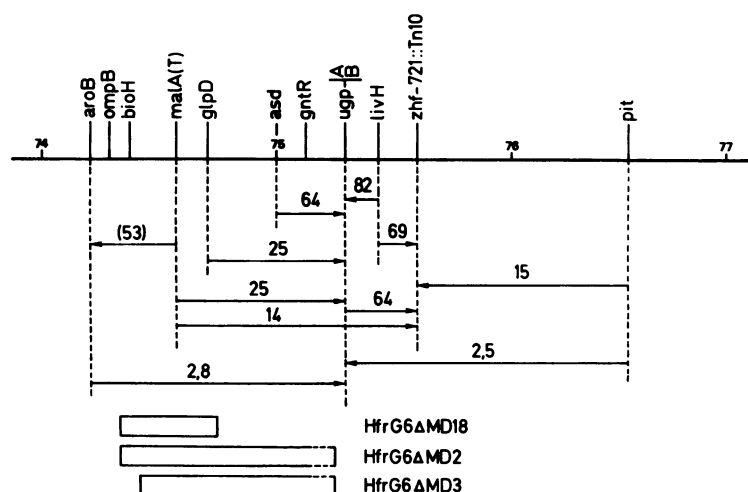 aroB
ompB
bioH
malA(T)
glpD
asd
gntR
ugp A
B
livH
zhf-721::Tn10
pit
74
75
76
77
82
64
(53)
69
25
15
25
64
14
2,5
2,8
HfrG6ΔMD18
HfrG6ΔMD2
HfrG6ΔMD3